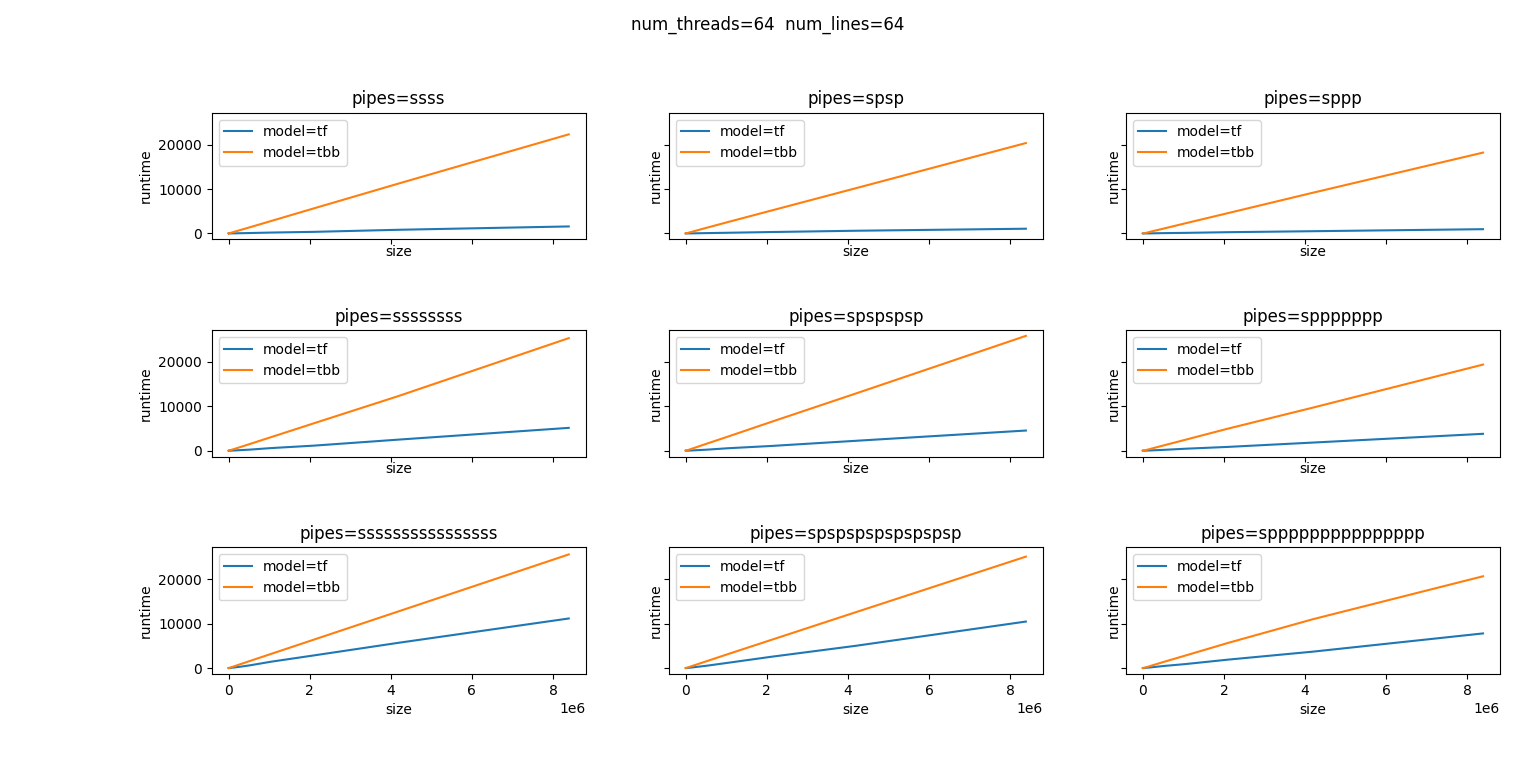 num_threads=64  num_lines=64
pipes=ssss
model=tf
model=tbb
runtime
20000
10000
0
size
pipes=spsp
model=tf
model=tbb
runtime
size
pipes=sppp
model=tf
model=tbb
runtime
size
pipes=ssssssss
model=tf
model=tbb
runtime
20000
10000
0
size
pipes=spspspsp
model=tf
model=tbb
runtime
size
pipes=sppppppp
model=tf
model=tbb
runtime
size
pipes=ssssssssssssssss
model=tf
model=tbb
runtime
20000
10000
0
0 2 4 6 8
size
1e6
pipes=spspspspspspspsp
model=tf
model=tbb
runtime
0 2 4 6 8
size
1e6
pipes=sppppppppppppppp
model=tf
model=tbb
runtime
0 2 4 6 8
size
1e6